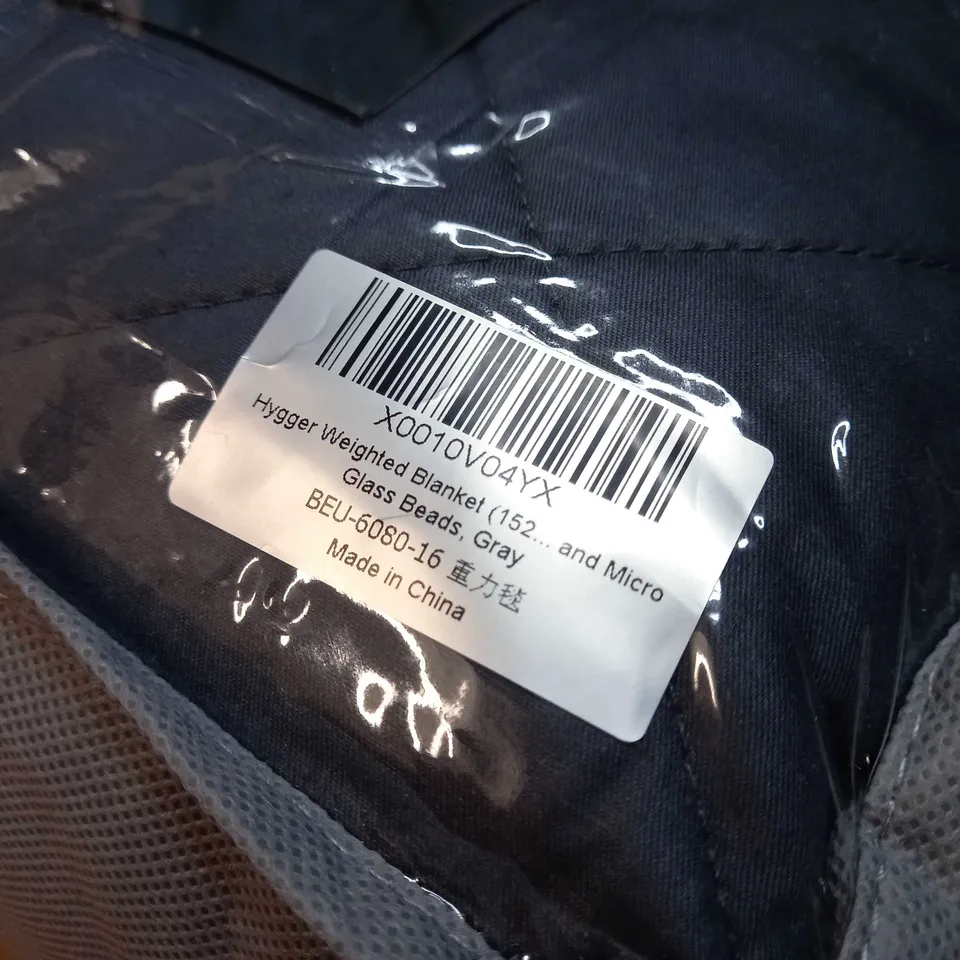 X0010V04YX
Hygger Weighted Blanket (152... and Micro
Glass Beads, Gray
BEU-6080-16 重力毯
Made in China